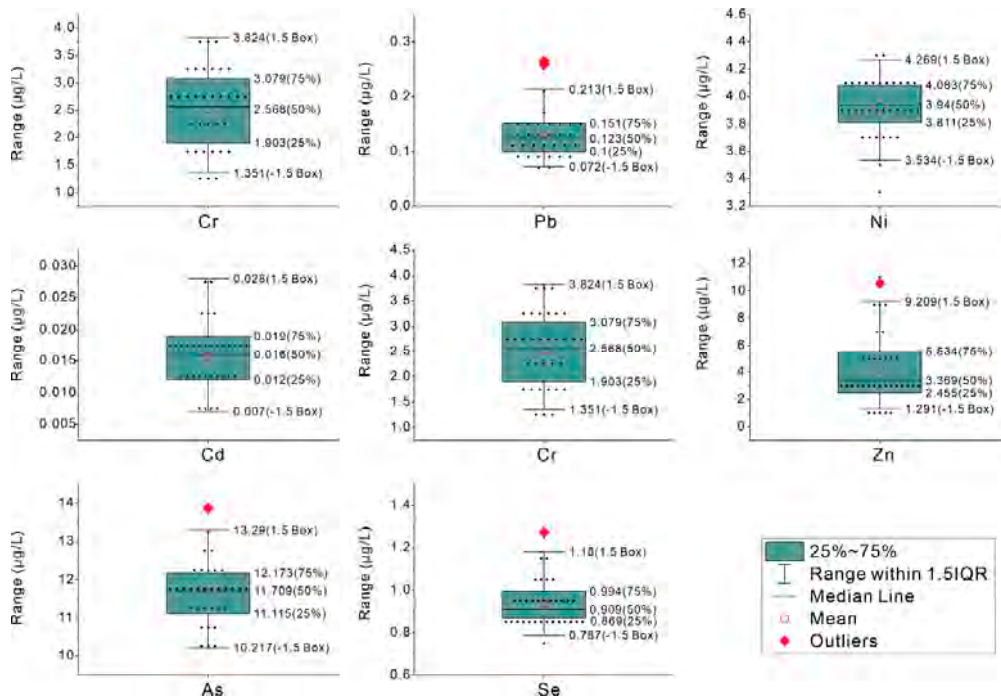 Range (µg/L)
4.0
3.5
3.0
2.5
2.0
1.5
1.0
3.824(1.5 Box)
3.079(75%)
2.568(50%)
1.903(25%)
1.351(-1.5 Box)
Cr
Range (µg/L)
0.3
0.2
0.1
0.0
0.213(1.5 Box)
0.151(75%)
0.123(50%)
0.1(25%)
0.072(-1.5 Box)
Pb
Range (µg/L)
4.6
4.4
4.2
4.0
3.8
3.6
3.4
3.2
4.269(1.5 Box)
4.083(75%)
3.94(50%)
3.811(25%)
3.534(-1.5 Box)
Ni
Range (µg/L)
0.030
0.025
0.020
0.015
0.010
0.005
0.028(1.5 Box)
0.019(75%)
0.016(50%)
0.012(25%)
0.007(-1.5 Box)
Cd
Range (µg/L)
4.5
4.0
3.5
3.0
2.5
2.0
1.5
1.0
3.824(1.5 Box)
3.079(75%)
2.568(50%)
1.903(25%)
1.351(-1.5 Box)
Cr
Range (µg/L)
12
10
8
6
4
2
0
9.209(1.5 Box)
3.369(50%)
2.455(25%)
1.291(-1.5 Box)
Zn
Range (µg/L)
14
13
12
11
10
13.29(1.5 Box)
12.173(75%)
11.709(50%)
11.115(25%)
10.217(-1.5 Box)
As
Range (µg/L)
1.4
1.2
1.0
0.8
0.6
1.18(1.5 Box)
0.994(75%)
0.909(50%)
0.869(25%)
0.787(-1.5 Box)
Se
25%~75%
Range within 1.5IQR
Median Line
Mean
Outliers